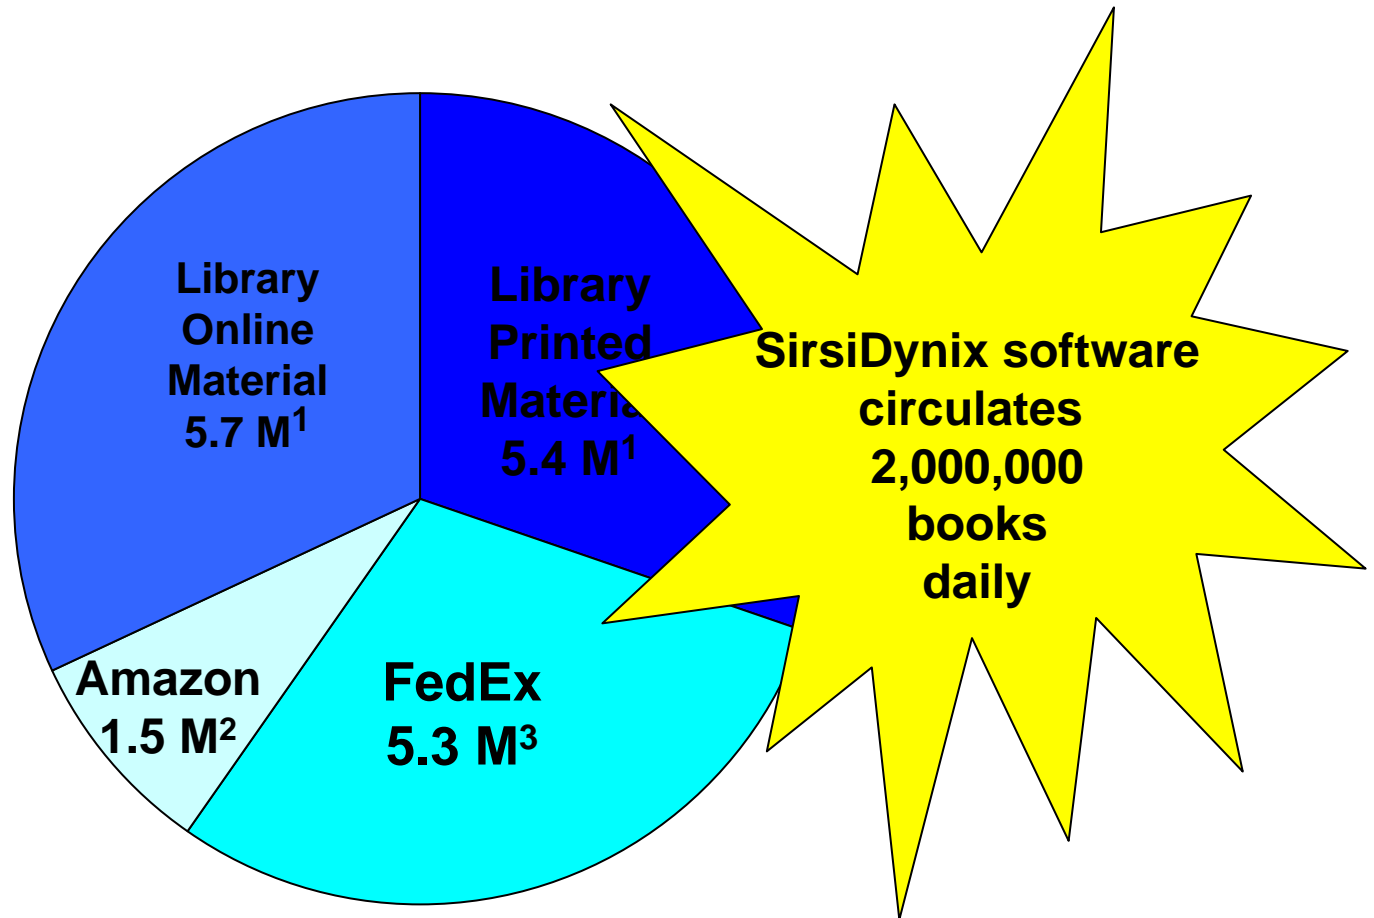 Library
Online
Material
5.7 M¹
Library
Printed
Material
5.4 M¹
SirsiDynix software
circulates
2,000,000
books
daily
Amazon
1.5 M²
FedEx
5.3 M³